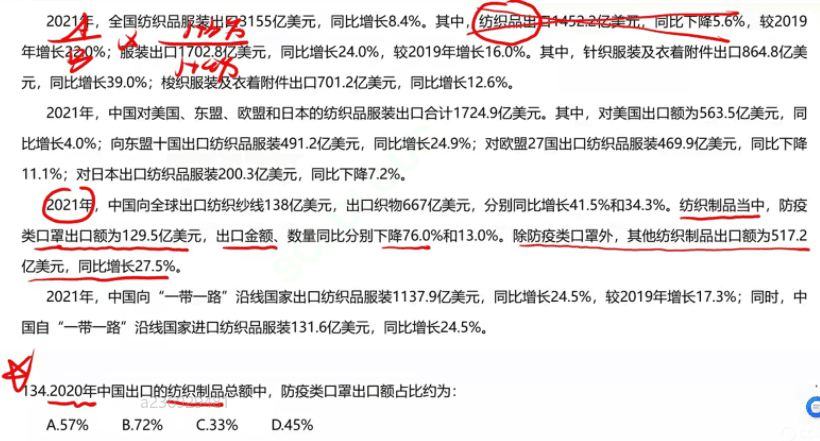 2021年，全国纺织品服装出口3155亿美元，同比增长8.4%。其中，纺织品出口1452.2亿美元，同比下降5.6%，较2019
年增长22.0%；服装出口1702.8亿美元，同比增长24.0%，较2019年增长16.0%。其中，针织服装及衣着附件出口864.8亿美
元，同比增长39.0%；梭织服装及衣着附件出口701.2亿美元，同比增长12.6%。
2021年，中国对美国、东盟、欧盟和日本的纺织品服装出口合计1724.9亿美元。其中，对美国出口额为563.5亿美元，同
比增长4.0%；向东盟十国出口纺织品服装491.2亿美元，同比增长24.9%；对欧盟27国出口纺织品服装469.9亿美元，同比下降
11.1%；对日本出口纺织品服装200.3亿美元，同比下降7.2%。
2021年，中国向全球出口纺织纱线138亿美元，出口织物667亿美元，分别同比增长41.5%和34.3%。纺织制品当中，防疫
类口罩出口额为129.5亿美元，出口金额、数量同比分别下降76.0%和13.0%。除防疫类口罩外，其他纺织制品出口额为517.2
亿美元，同比增长27.5%。
2021年，中国向“一带一路”沿线国家出口纺织品服装1137.9亿美元，同比增长24.5%，较2019年增长17.3%；同时，中
国自“一带一路”沿线国家进口纺织品服装131.6亿美元，同比增长24.5%。
134.2020年中国出口的纺织制品总额中，防疫类口罩出口额占比约为：
A.57% B.72% C.33% D.45%